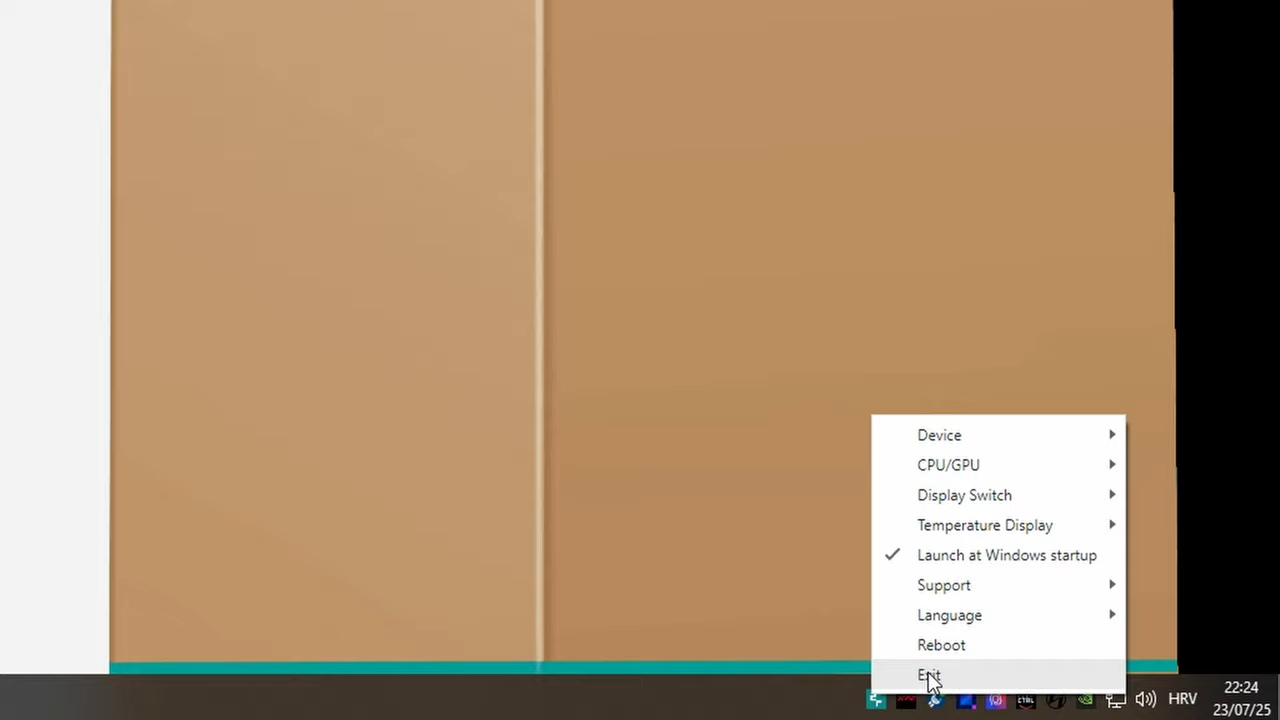 Device
CPU/GPU
Display Switch
Temperature Display
Launch at Windows startup
Support
Language
Reboot
Exit
CTRL
HRV
22:24
23/07/25